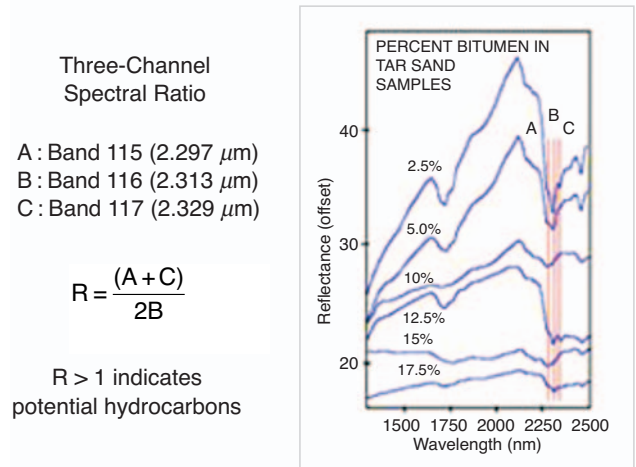 Three-Channel
Spectral Ratio
A : Band 115 (2.297 μm)
B : Band 116 (2.313 μm)
C : Band 117 (2.329 μm)
R = (A + C) / 2B
R > 1 indicates
potential hydrocarbons
PERCENT BITUMEN IN
TAR SAND
SAMPLES
A B C
2.5%
5.0%
10%
12.5%
15%
17.5%
40
30
20
Reflectance (offset)
1500 1750 2000 2250 2500
Wavelength (nm)